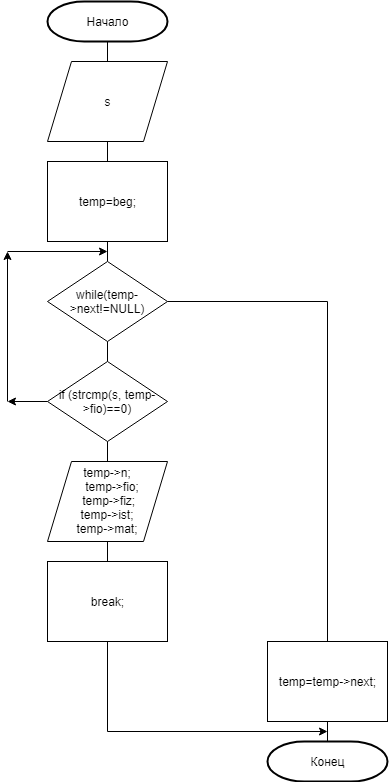 Начало
s
temp=beg;
while(temp-
>next!=NULL)
if (strcmp(s, temp-
>fio)==0)
temp->n;
temp->fio;
temp->fiz;
temp->ist;
temp->mat;
break;
temp=temp->next;
Конец